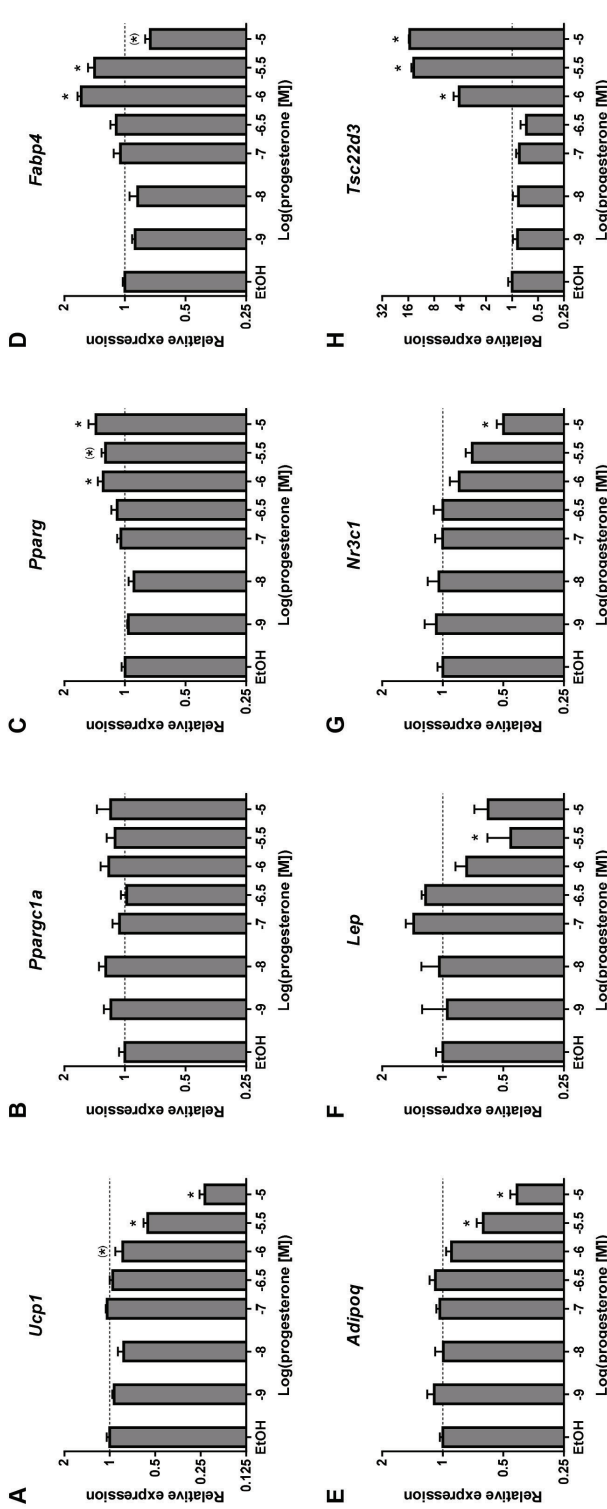 A
Ucp1
Relative expression
2
1
0.5
0.25
0.125
(*)
*
*
EtOH -9 -8 -7 -6.5 -6 -5.5 -5
Log(progesterone [M])
B
Ppargc1a
Relative expression
2
1
0.5
0.25
EtOH -9 -8 -7 -6.5 -6 -5.5 -5
Log(progesterone [M])
C
Pparg
Relative expression
2
1
0.5
0.25
*
(*)
*
EtOH -9 -8 -7 -6.5 -6 -5.5 -5
Log(progesterone [M])
D
Fabp4
Relative expression
2
1
0.5
0.25
*
*
(*)
EtOH -9 -8 -7 -6.5 -6 -5.5 -5
Log(progesterone [M])
E
Adipoq
Relative expression
2
1
0.5
0.25
*
*
EtOH -9 -8 -7 -6.5 -6 -5.5 -5
Log(progesterone [M])
F
Lep
Relative expression
2
1
0.5
0.25
*
EtOH -9 -8 -7 -6.5 -6 -5.5 -5
Log(progesterone [M])
G
Nr3c1
Relative expression
2
1
0.5
0.25
*
EtOH -9 -8 -7 -6.5 -6 -5.5 -5
Log(progesterone [M])
H
Tsc22d3
Relative expression
32
16
8
4
2
1
0.5
0.25
*
*
*
EtOH -9 -8 -7 -6.5 -6 -5.5 -5
Log(progesterone [M])